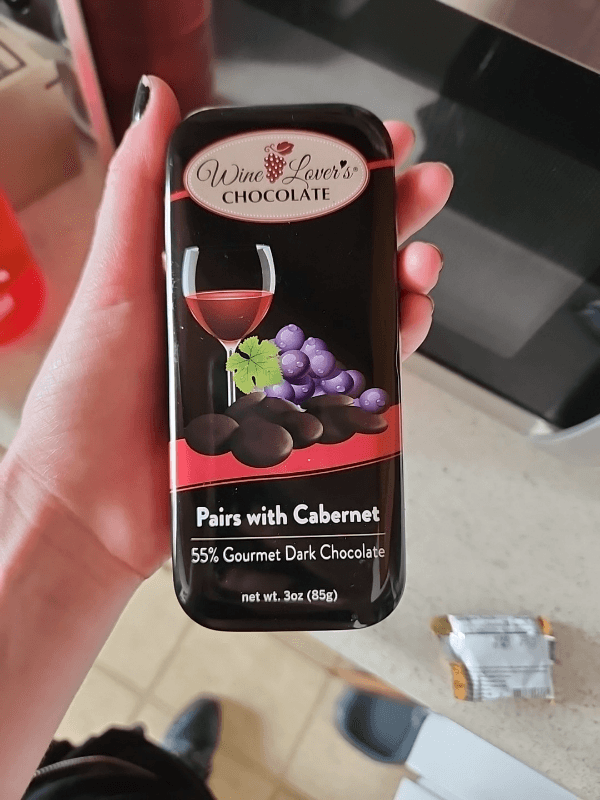 Wine Lover's®
CHOCOLATE
Pairs with Cabernet
55% Gourmet Dark Chocolate
net wt. 3oz (85g)